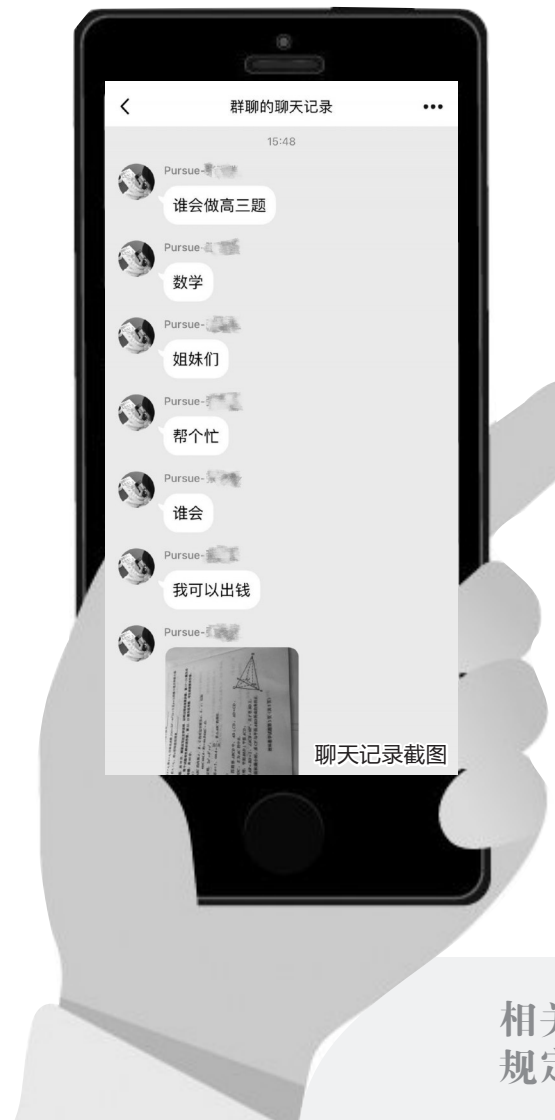 群聊的聊天记录
15:48
Pursue-
谁会做高三题
Pursue-
数学
Pursue-
姐妹们
Pursue-
帮个忙
Pursue-
谁会
Pursue-
我可以出钱
Pursue-
聊天记录截图
相关
规定